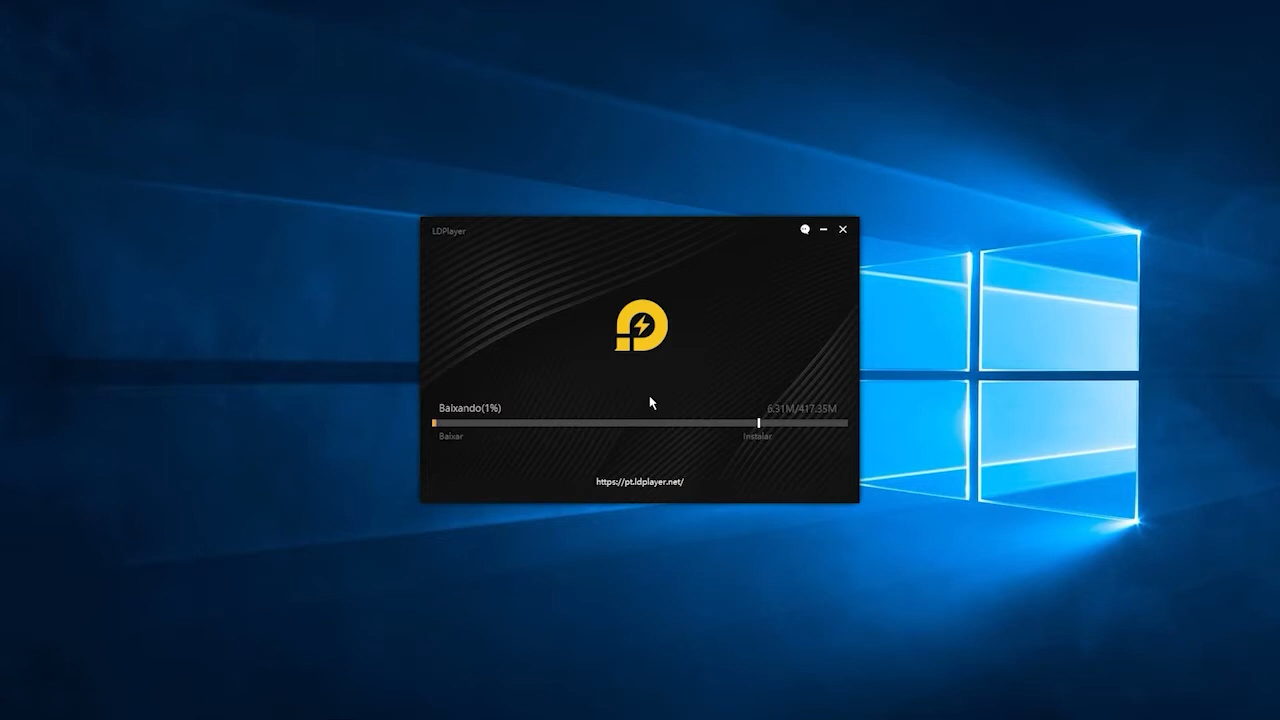 LDPlayer
Baixando(1%)
6.31M/417.35M
Baixar
Instalar
https://pt.ldplayer.net/